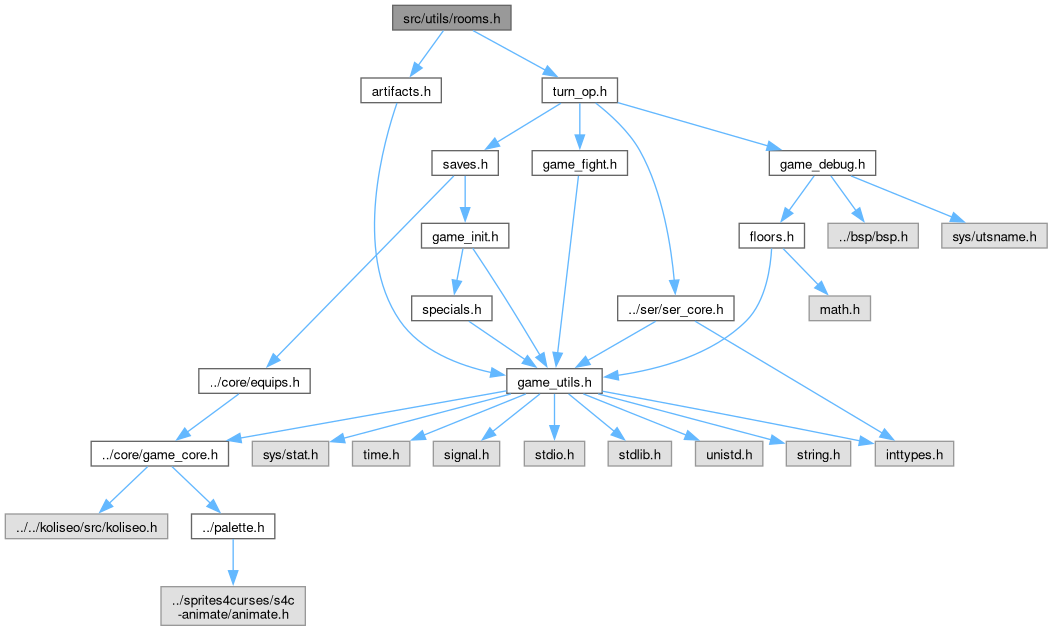 src/utils/rooms.h
artifacts.h
turn_op.h
saves.h
game_fight.h
game_debug.h
game_init.h
floors.h
../bsp/bsp.h
sys/utsname.h
specials.h
../ser/ser_core.h
math.h
../core/equips.h
game_utils.h
../core/game_core.h
sys/stat.h
time.h
signal.h
stdio.h
stdlib.h
unistd.h
string.h
inttypes.h
../../koliseo/src/koliseo.h
../palette.h
../sprites4curses/s4c
-animate/animate.h